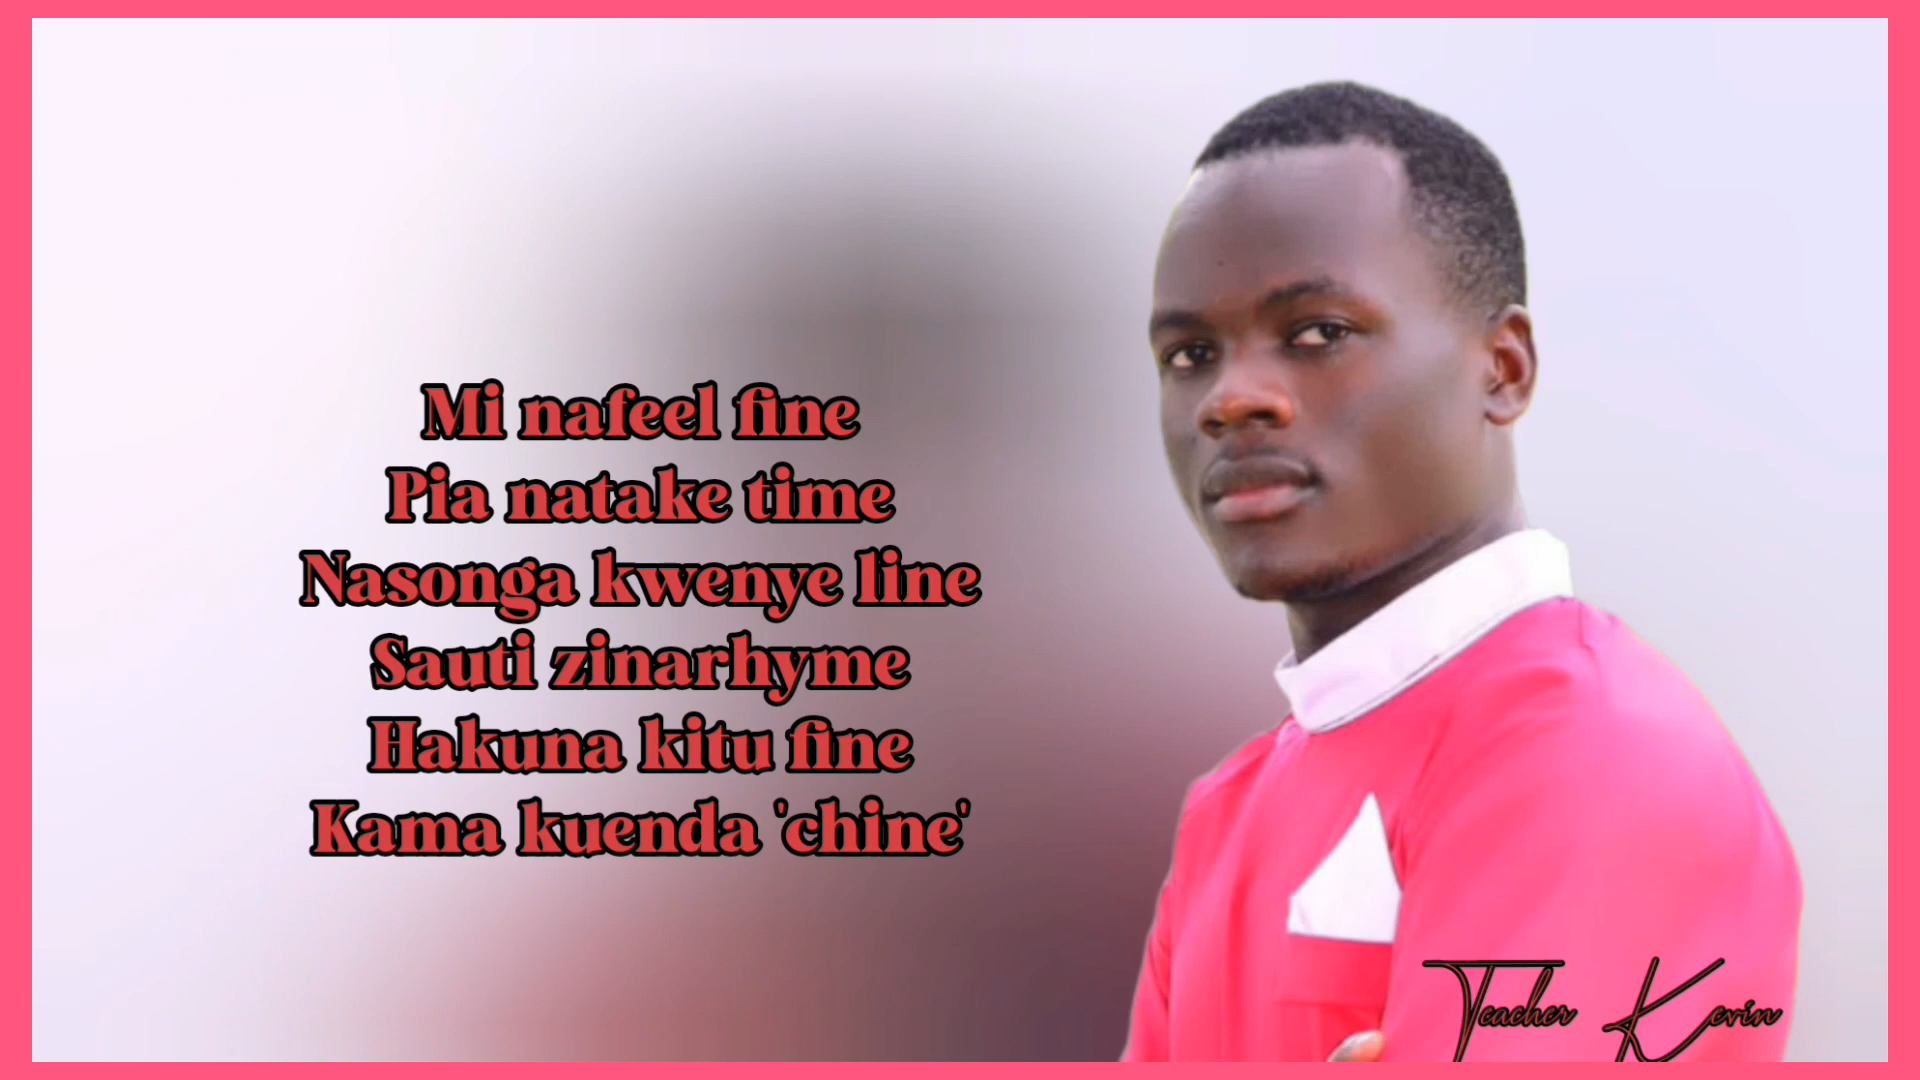 Mi nafeel fine
Pia natake time
Nasonga kwenye line
Sauti zinarhyme
Hakuna kitu fine
Kama kuenda 'chine'
Teacher Kevin